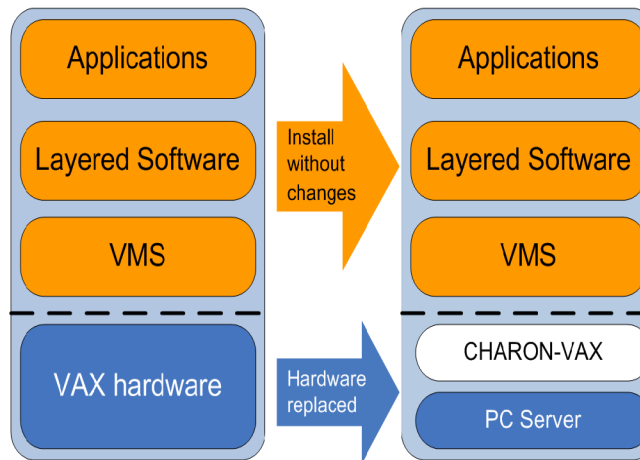 Applications
Layered Software
VMS
VAX hardware
Install
without
changes
Hardware
replaced
Applications
Layered Software
VMS
CHARON-VAX
PC Server